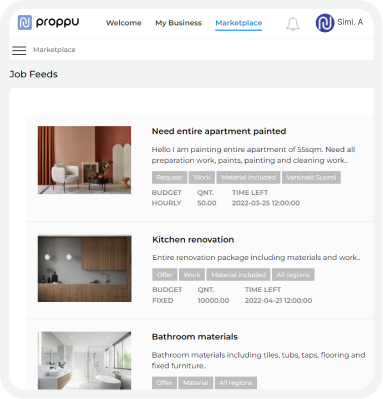 proppu Welcome My Business Marketplace Simi. A
Marketplace
Job Feeds
Need entire apartment painted
Hello I am painting entire apartment of 55sqm. Need all
preparation work, paints, painting and cleaning work..
Request Work Material included Varsinais Suomi
BUDGET QNT. TIME LEFT
HOURLY 50.00 2022-03-25 12:00:00
Kitchen renovation
Entire renovation package including materials and work..
Offer Work Material included All regions
BUDGET QNT. TIME LEFT
FIXED 10000.00 2022-04-21 12:00:00
Bathroom materials
Bathroom materials including tiles, tubs, taps, flooring and
fixed furniture..
Offer Material All regions